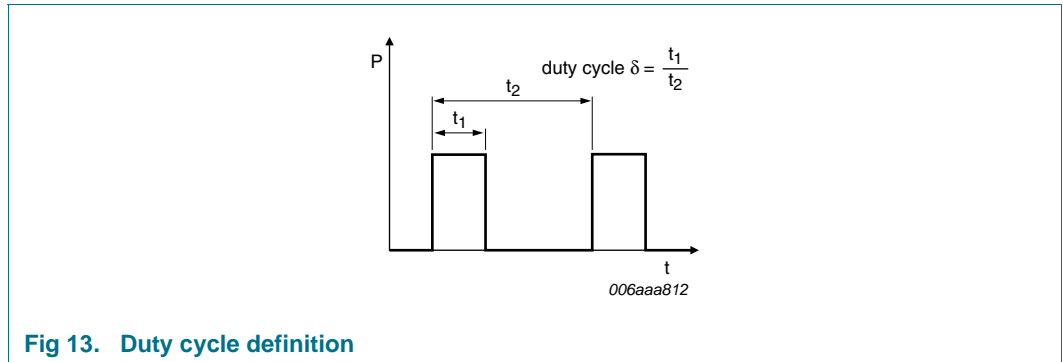 P
duty cycle δ = t₁/t₂
t₂
t₁
t
006aaa812
Fig 13. Duty cycle definition